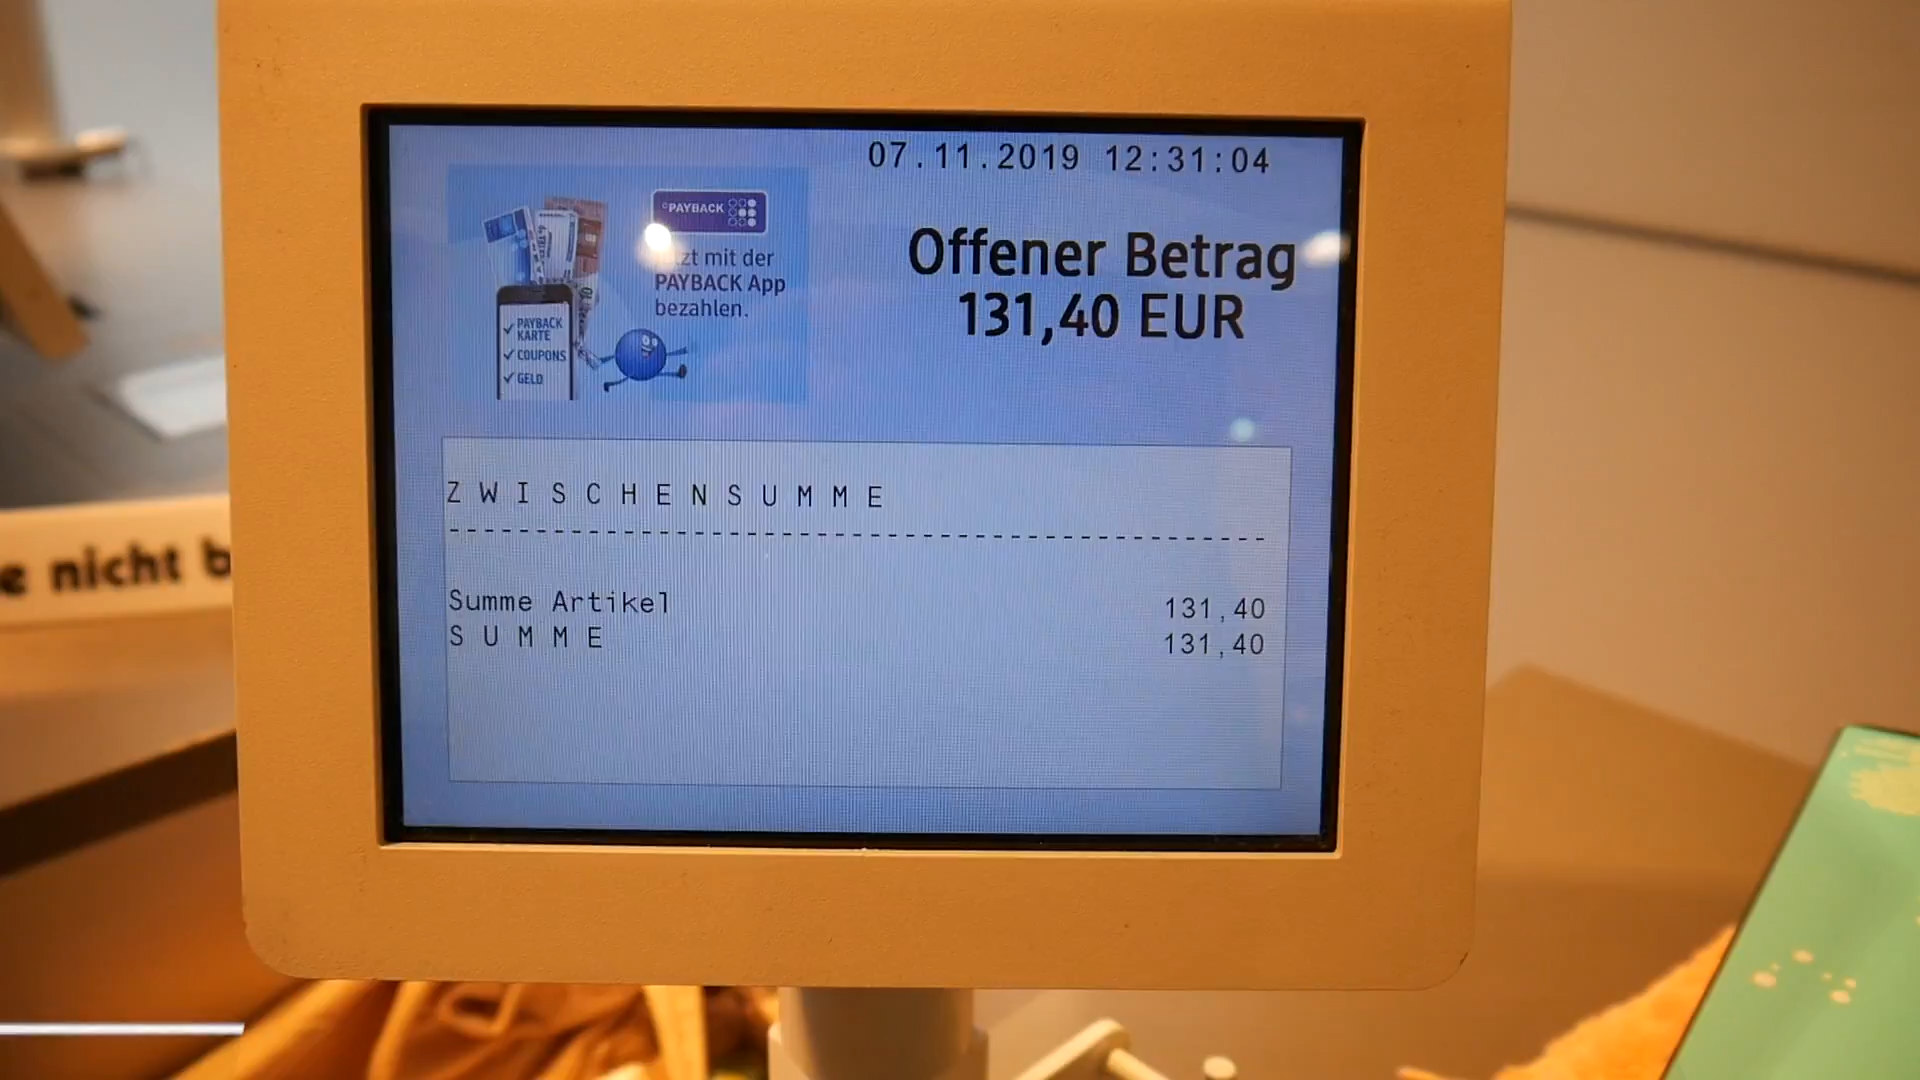 07.11.2019 12:31:04
PAYBACK
mit der
PAYBACK App
bezahlen.
Offener Betrag
131,40 EUR
PAYBACK
KARTE
COUPONS
GELD
Z W I S C H E N S U M M E
-----------------------------------------------
Summe Artikel 131,40
S U M M E 131,40
nicht